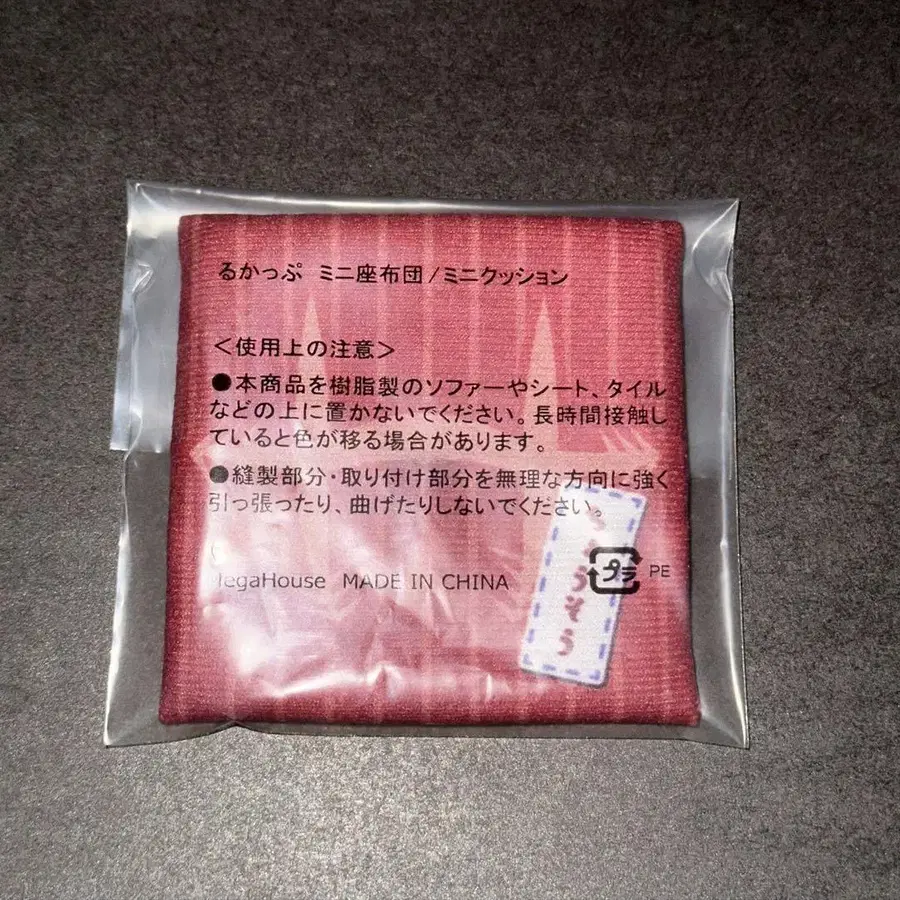 るかっぷ ミニ座布団/ミニクッション
＜使用上の注意＞
●本商品を樹脂製のソファーやシート、タイル
などの上に置かないでください。長時間接触し
ていると色が移る場合があります。
●縫製部分・取り付け部分を無理な方向に強く
引っ張ったり、曲げたりしないでください。
MADE IN CHINA
プラ PE